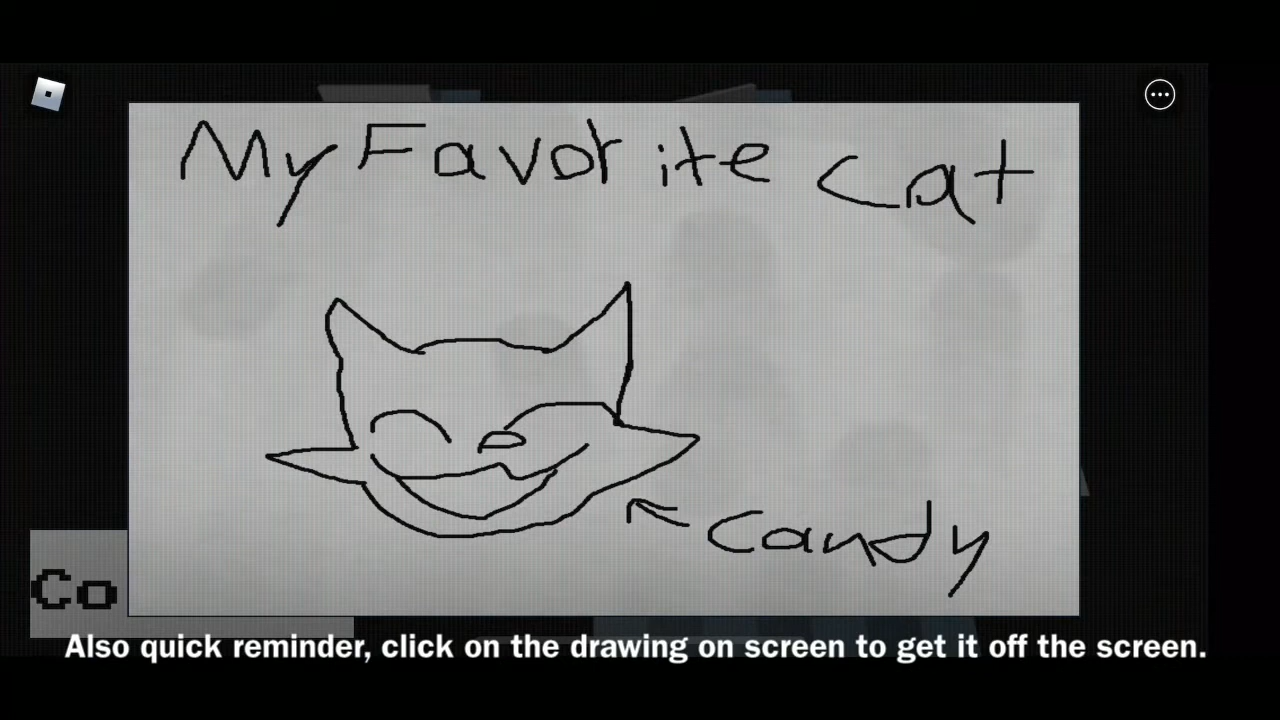 My Favorite cat
candy
Co
Also quick reminder, click on the drawing on screen to get it off the screen.